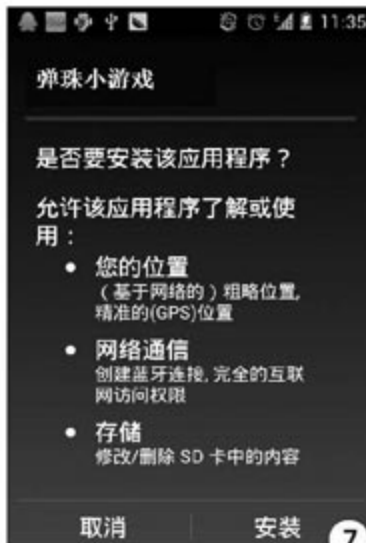 11:35
弹珠小游戏
是否要安装该应用程序？
允许该应用程序了解或使
用：
• 您的位置
（基于网络的）粗略位置,
精准的(GPS)位置
• 网络通信
创建蓝牙连接, 完全的互联
网访问权限
• 存储
修改/删除 SD 卡中的内容
取消 安装
7